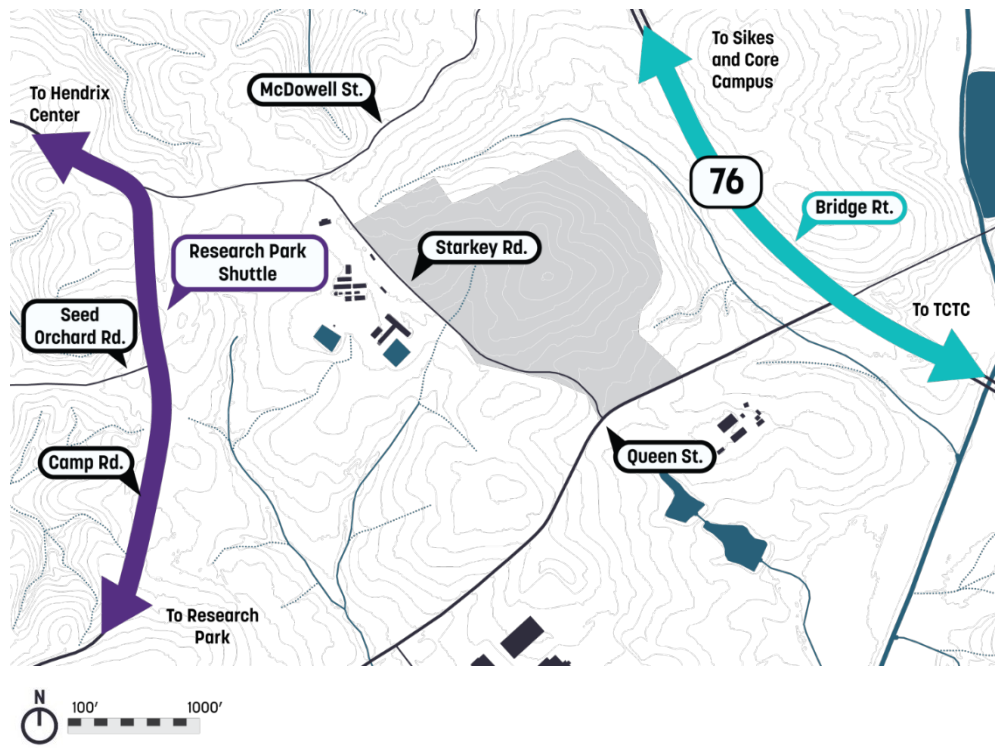 To Sikes
and Core
Campus
McDowell St.
To Hendrix
Center
76
Bridge Rt.
Research Park
Shuttle
Starkey Rd.
Seed
Orchard Rd.
To TCTC
Camp Rd.
Queen St.
To Research
Park
N
100' 1000'